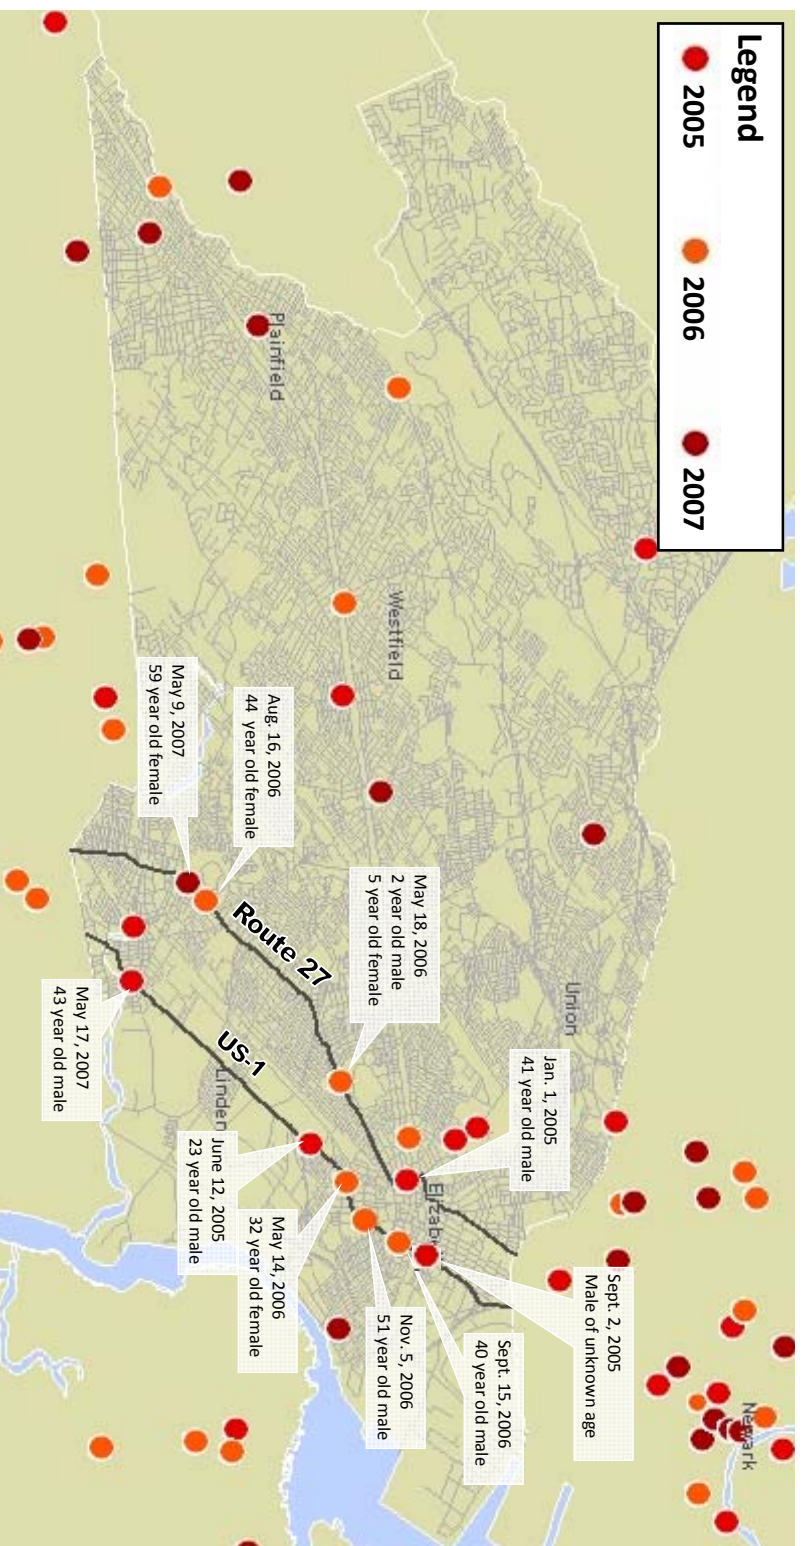 Legend
2005
2006
2007
Plainfield
Westfield
Union
May 9, 2007
59 year old female
Aug. 16, 2006
44 year old female
May 18, 2006
2 year old male
5 year old female
Jan. 1, 2005
41 year old male
Route 27
US-1
Linden
Elizab
May 17, 2007
43 year old male
June 12, 2005
23 year old male
May 14, 2006
32 year old female
Nov. 5, 2006
51 year old male
Sept. 15, 2006
40 year old male
Sept. 2, 2005
Male of unknown age
Newark